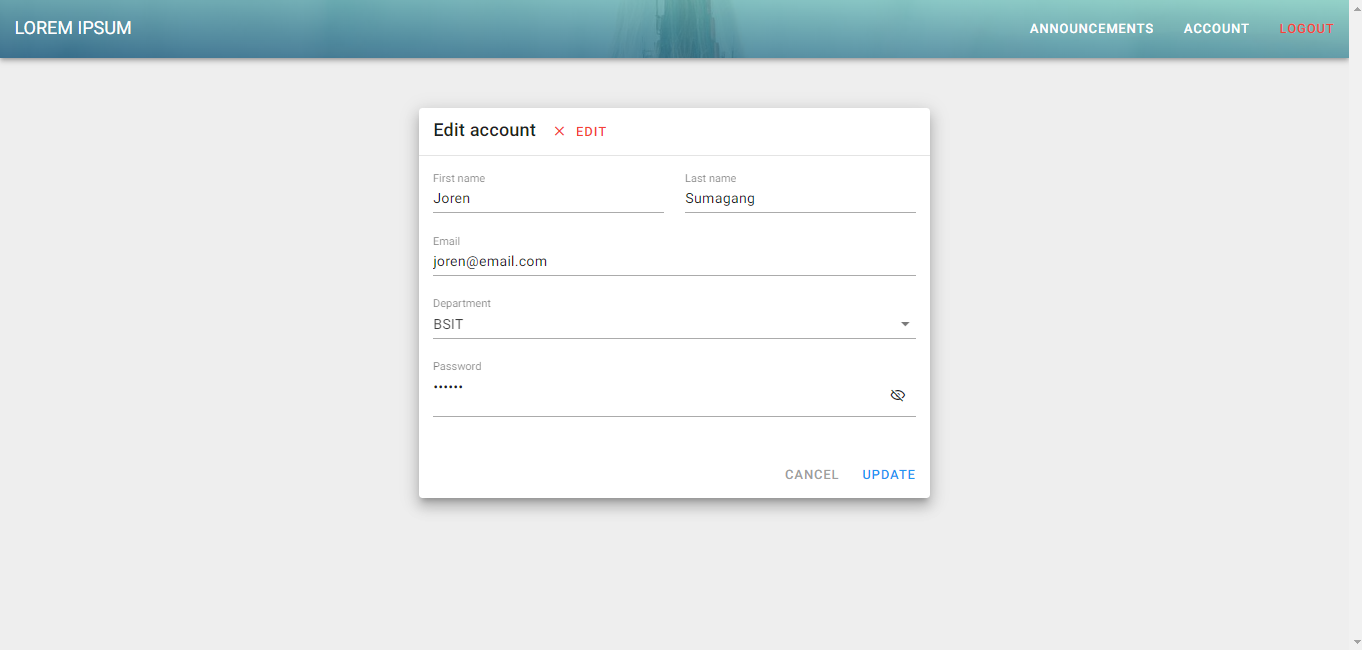 LOREM IPSUM ANNOUNCEMENTS ACCOUNT LOGOUT
Edit account EDIT
First name Last name
Joren Sumagang
Email
joren@email.com
Department
BSIT
Password
••••••
CANCEL UPDATE